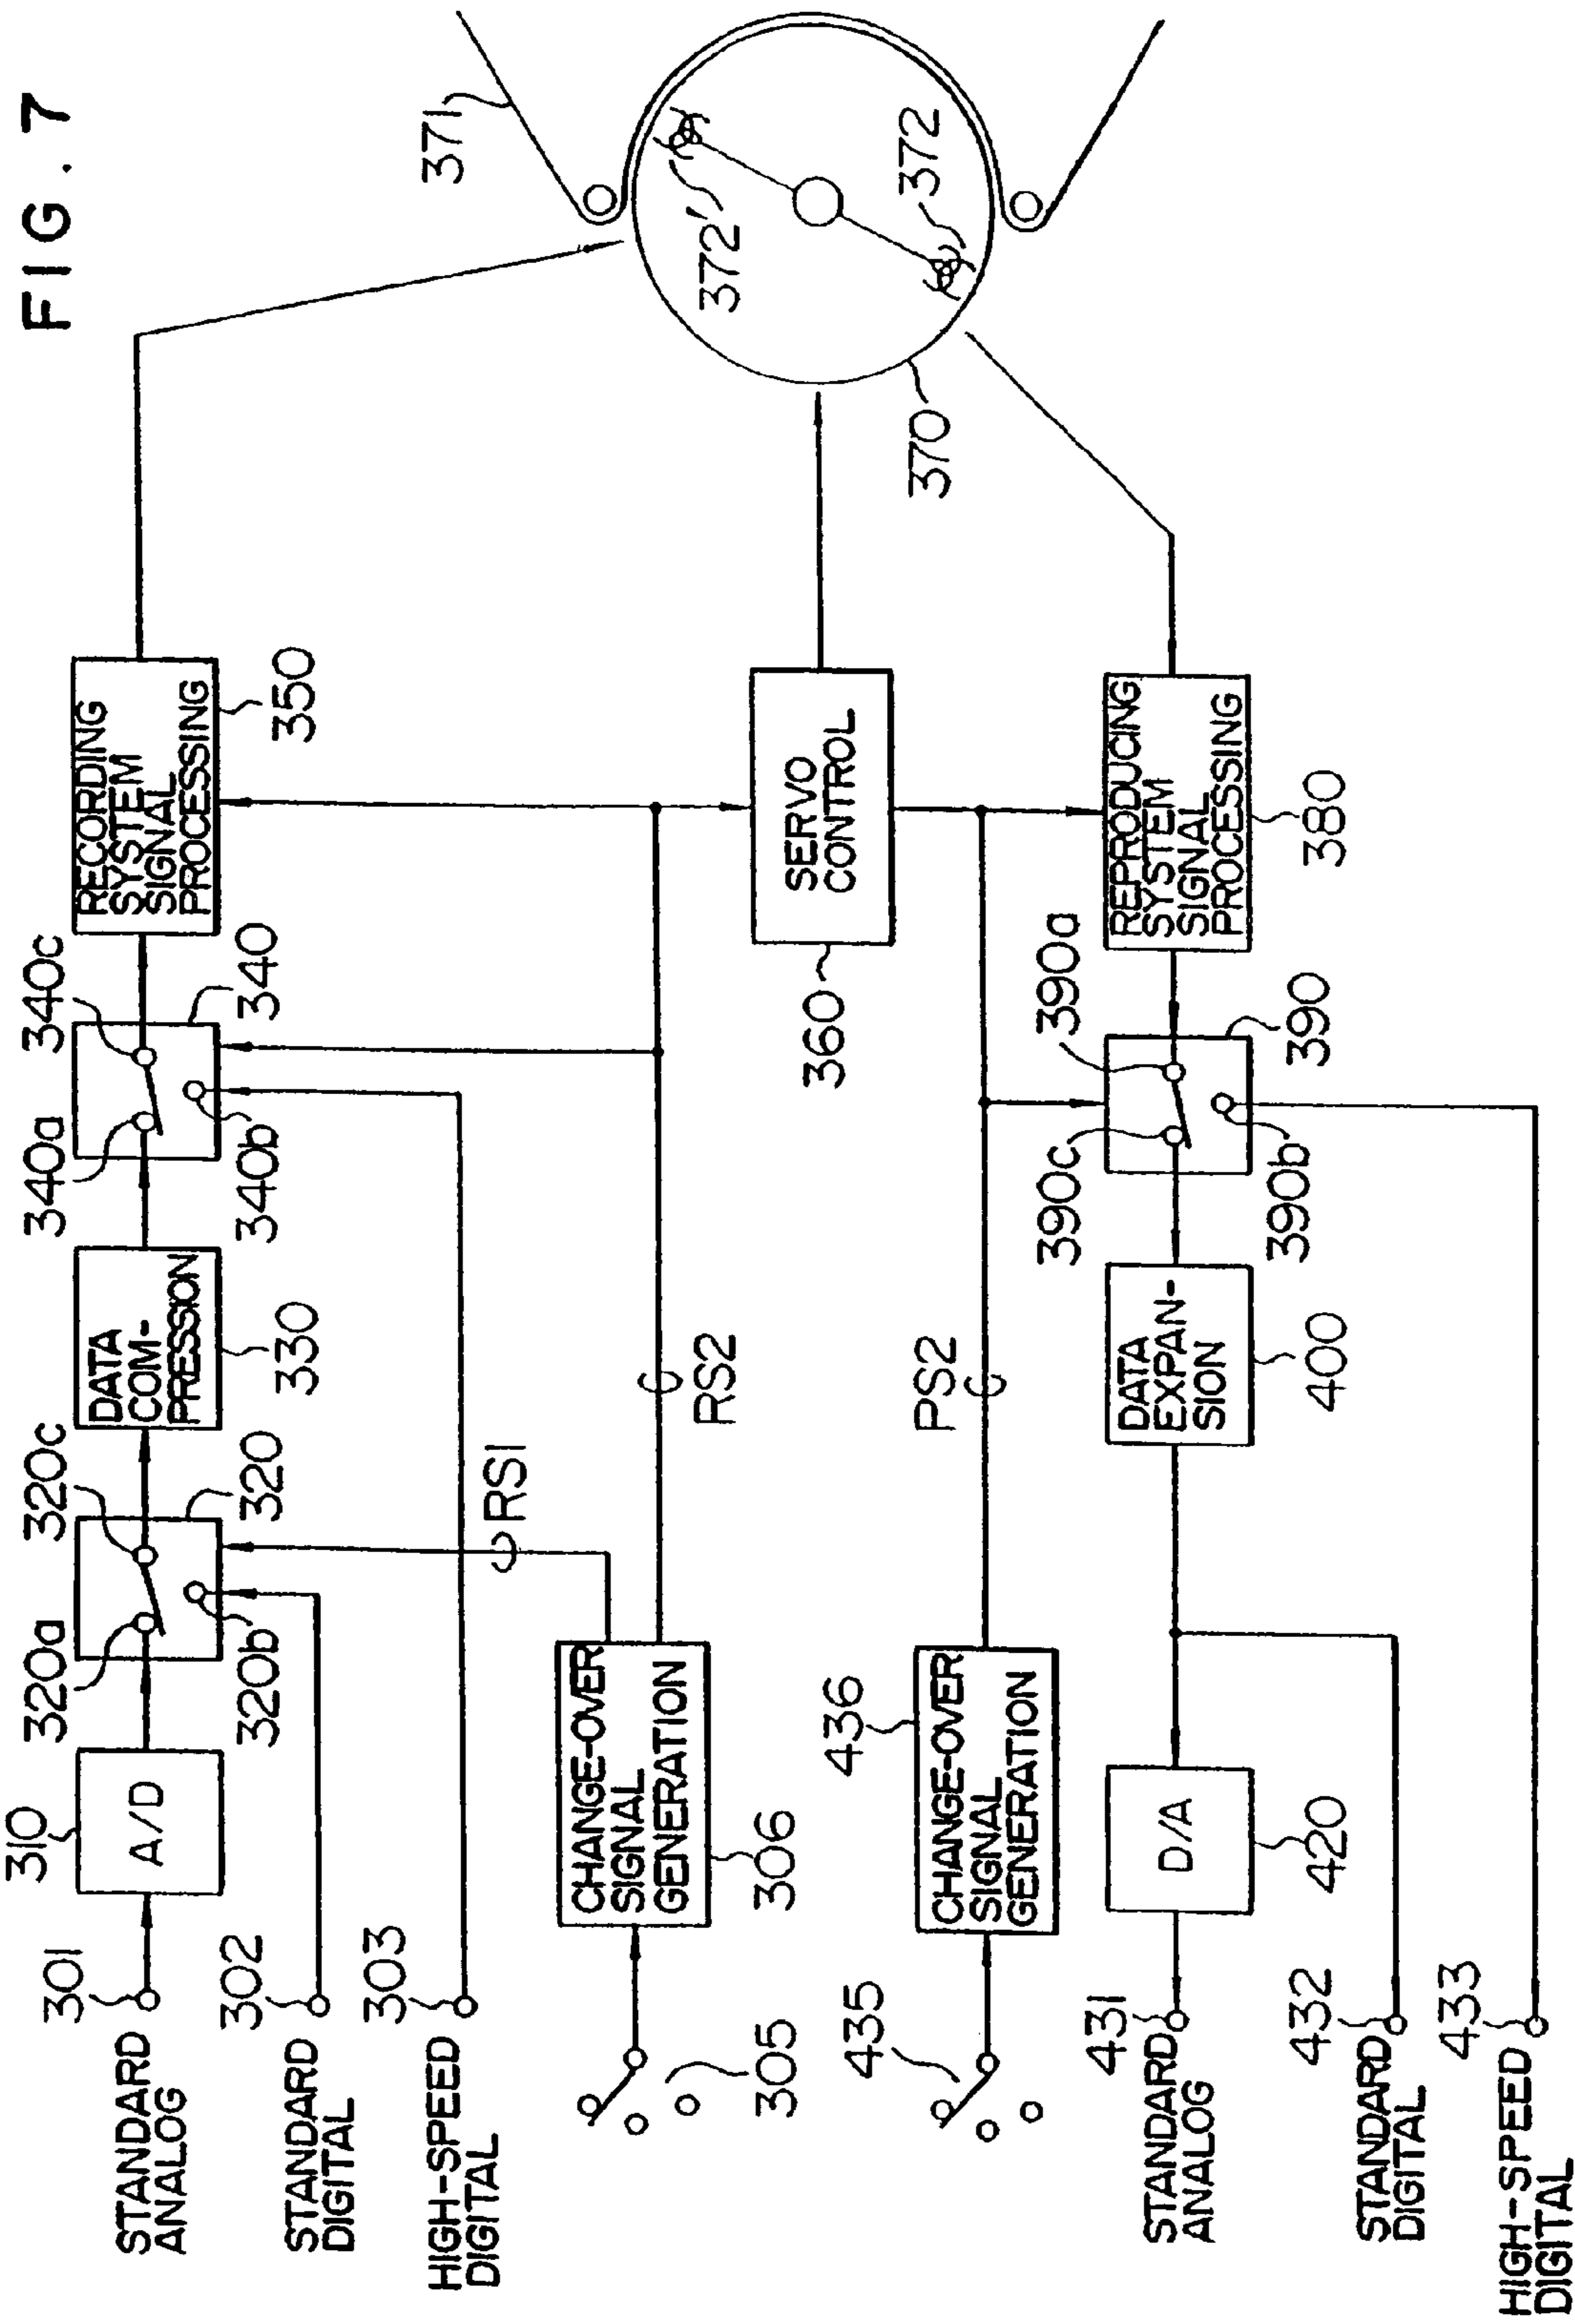 FIG. 7
310
A/D
320a
320c
320
320b
DATA
COM-
PRESSION
330
340a
340c
340
340b
RECORDING
SYSTEM
SIGNAL
PROCESSING
350
371
372'
372
370
301
STANDARD
ANALOG
302
STANDARD
DIGITAL
303
HIGH-SPEED
DIGITAL
RS1
RS2
305
CHANGE-OVER
SIGNAL
GENERATION
306
SERVO
CONTROL
360
435
436
CHANGE-OVER
SIGNAL
GENERATION
PS2
390c
390a
390
390b
REPRODUCING
SYSTEM
SIGNAL
PROCESSING
380
DATA
EXPAN-
SION
400
D/A
420
431
STANDARD
ANALOG
432
STANDARD
DIGITAL
433
HIGH-SPEED
DIGITAL